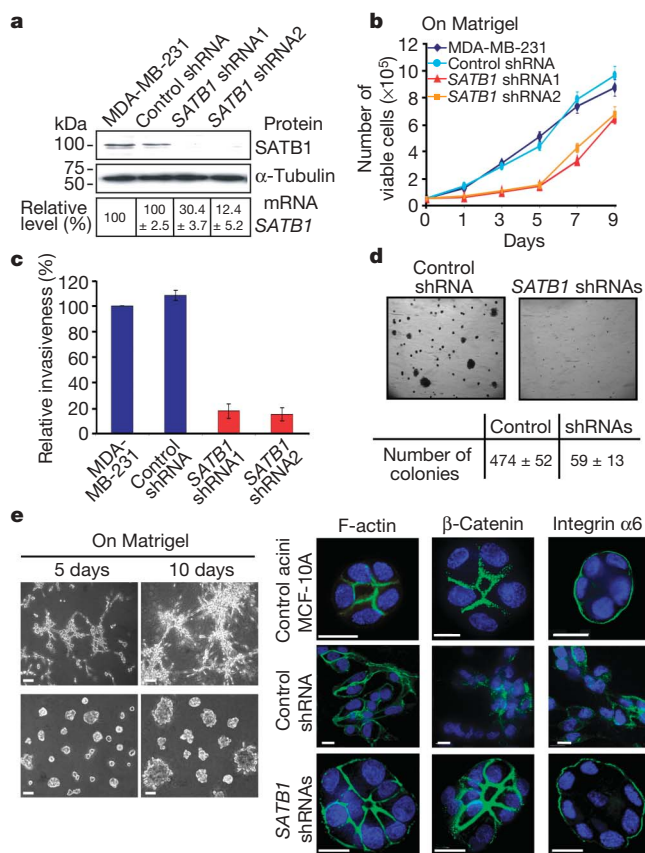 a
MDA-MB-231
Control shRNA
SATB1 shRNA1
SATB1 shRNA2
kDa
Protein
100
SATB1
75
50
α-Tubulin
Relative level (%)
100
100 ± 2.5
30.4 ± 3.7
12.4 ± 5.2
mRNA
SATB1
b
On Matrigel
Number of viable cells (×10⁵)
12
10
8
6
4
2
0
MDA-MB-231
Control shRNA
SATB1 shRNA1
SATB1 shRNA2
0 1 3 5 7 9
Days
c
Relative invasiveness (%)
120
100
80
60
40
20
0
MDA-
MB-231
Control
shRNA
SATB1
shRNA1
SATB1
shRNA2
d
Control
shRNA
SATB1 shRNAs
Control shRNAs
Number of
colonies
474 ± 52 59 ± 13
e
On Matrigel
5 days 10 days
F-actin β-Catenin Integrin α6
Control acini
MCF-10A
Control
shRNA
SATB1
shRNAs